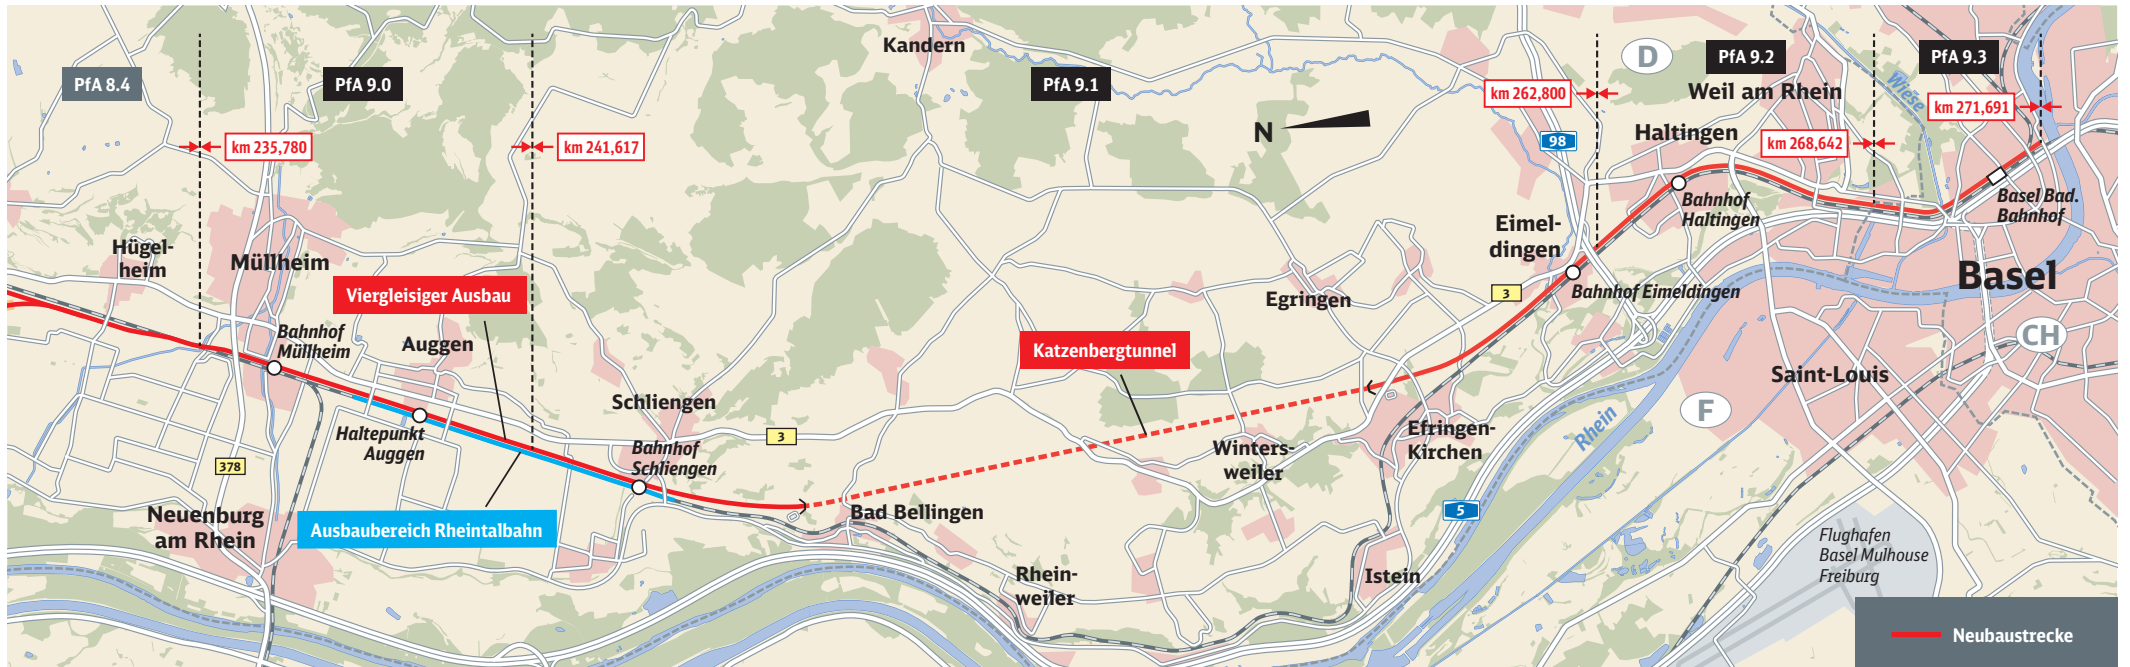 Kandern
PfA 8.4
PfA 9.0
PfA 9.1
PfA 9.2
PfA 9.3
D
km 262,800
Weil am Rhein
Wiese
km 271,691
N
98
Haltingen
km 235,780
km 241,617
km 268,642
Bahnhof
Haltingen
Basel Bad.
Bahnhof
Hügel-
heim
Müllheim
Eimel-
dingen
Viergleisiger Ausbau
Egringen
3
Bahnhof Eimeldingen
Basel
Bahnhof
Müllheim
Auggen
Katzenbergtunnel
CH
Saint-Louis
Schliengen
F
Rhein
Haltepunkt
Auggen
3
Bahnhof
Schliengen
Winters-
weiler
Efringen-
Kirchen
378
Neuenburg
am Rhein
Ausbaubereich Rheintalbahn
Bad Bellingen
5
Flughafen
Basel Mulhouse
Freiburg
Rhein-
weiler
Istein
Neubaustrecke